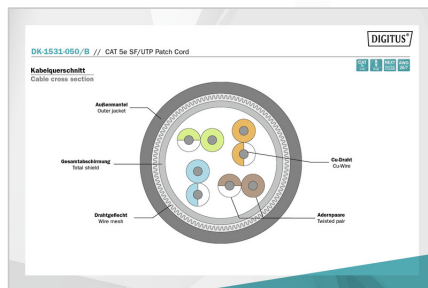 DIGITUS®
DK-1531-050/B // CAT 5e SF/UTP Patch Cord
Kabelquerschnitt
Cable cross section
Außenmantel
Outer jacket
Gesamtabschirmung
Total shield
Drahtgeflecht
Wire mesh
Cu-Draht
Cu-Wire
Adernpaare
Twisted pair